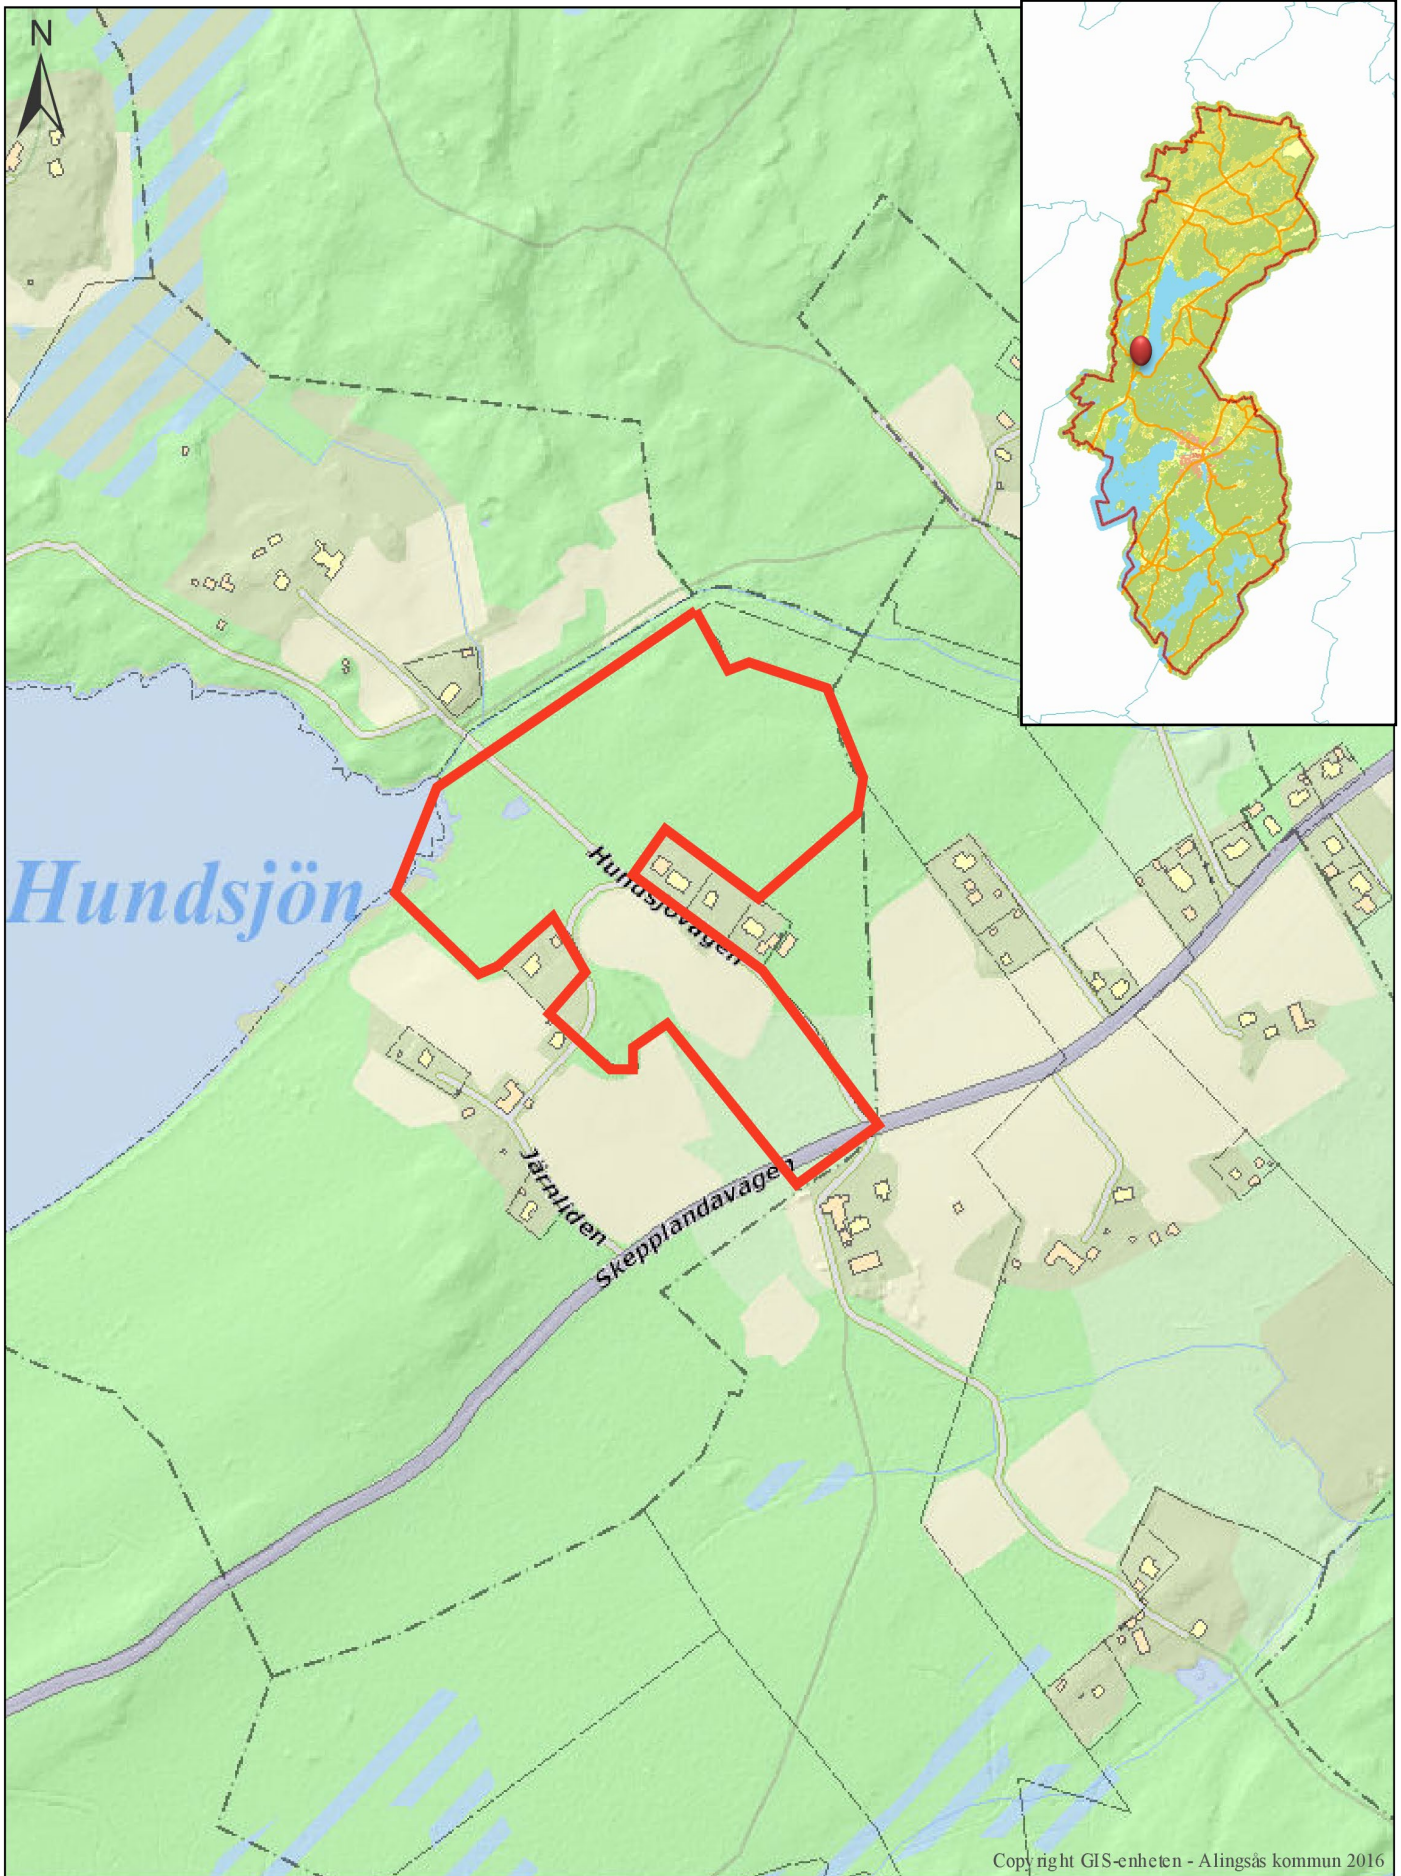 N
Hundsjön
Hundsjövägen
Järnliden
Skepplandavägen
Copyright GIS-enheten - Alingsås kommun 2016